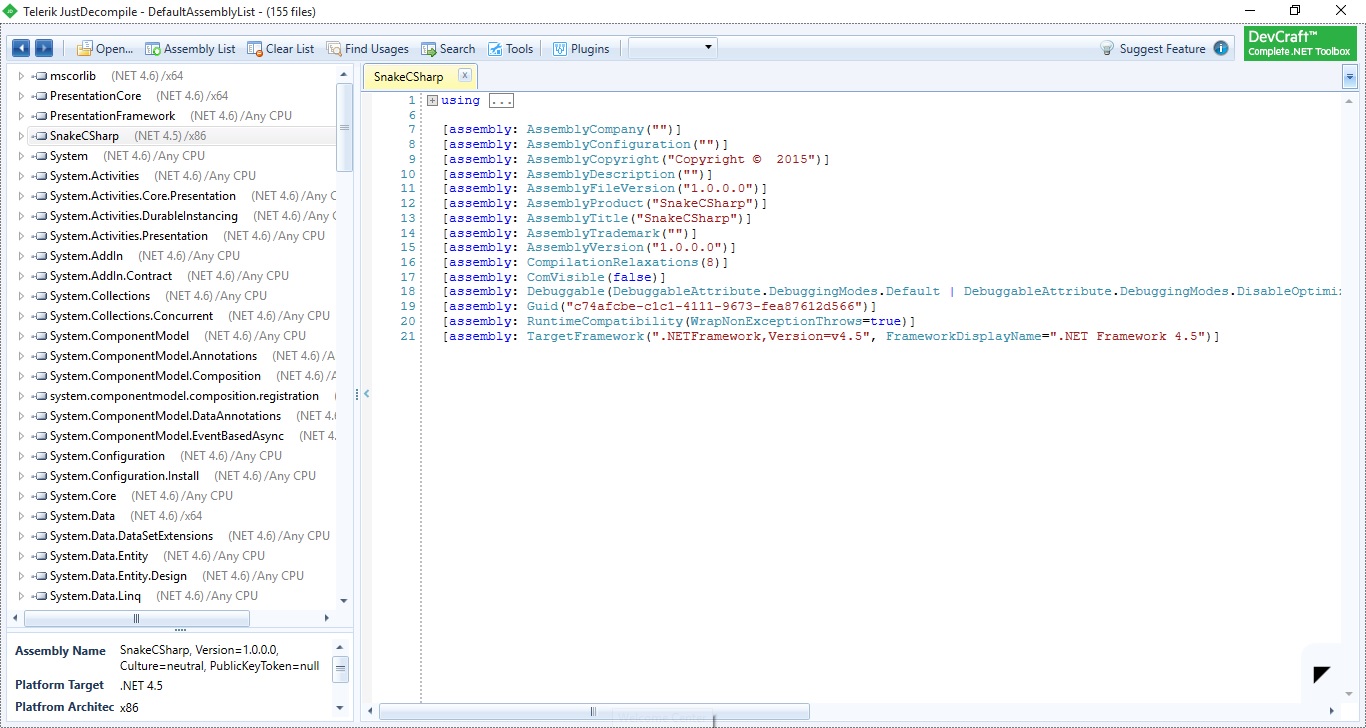 Telerik JustDecompile - DefaultAssemblyList - (155 files)
Open... Assembly List Clear List Find Usages Search Tools Plugins Suggest Feature
DevCraft™
Complete .NET Toolbox
mscorlib (NET 4.6) /x64
PresentationCore (NET 4.6) /x64
PresentationFramework (NET 4.6) /Any CPU
SnakeCSharp (NET 4.5) /x86
System (NET 4.6) /Any CPU
System.Activities (NET 4.6) /Any CPU
System.Activities.Core.Presentation (NET 4.6) /Any C
System.Activities.DurableInstancing (NET 4.6) /Any C
System.Activities.Presentation (NET 4.6) /Any CPU
System.AddIn (NET 4.6) /Any CPU
System.AddIn.Contract (NET 4.6) /Any CPU
System.Collections (NET 4.6) /Any CPU
System.Collections.Concurrent (NET 4.6) /Any CPU
System.ComponentModel (NET 4.6) /Any CPU
System.ComponentModel.Annotations (NET 4.6) /A
System.ComponentModel.Composition (NET 4.6) /A
system.componentmodel.composition.registration (
System.ComponentModel.DataAnnotations (NET 4.
System.ComponentModel.EventBasedAsync (NET 4.
System.Configuration (NET 4.6) /Any CPU
System.Configuration.Install (NET 4.6) /Any CPU
System.Core (NET 4.6) /Any CPU
System.Data (NET 4.6) /x64
System.Data.DataSetExtensions (NET 4.6) /Any CPU
System.Data.Entity (NET 4.6) /Any CPU
System.Data.Entity.Design (NET 4.6) /Any CPU
System.Data.Linq (NET 4.6) /Any CPU
Assembly Name SnakeCSharp, Version=1.0.0.0,
Culture=neutral, PublicKeyToken=null
Platform Target .NET 4.5
Platfrom Architec x86
SnakeCSharp
1 using ...
6
7 [assembly: AssemblyCompany("")]
8 [assembly: AssemblyConfiguration("")]
9 [assembly: AssemblyCopyright("Copyright ©  2015")]
10 [assembly: AssemblyDescription("")]
11 [assembly: AssemblyFileVersion("1.0.0.0")]
12 [assembly: AssemblyProduct("SnakeCSharp")]
13 [assembly: AssemblyTitle("SnakeCSharp")]
14 [assembly: AssemblyTrademark("")]
15 [assembly: AssemblyVersion("1.0.0.0")]
16 [assembly: CompilationRelaxations(8)]
17 [assembly: ComVisible(false)]
18 [assembly: Debuggable(DebuggableAttribute.DebuggingModes.Default | DebuggableAttribute.DebuggingModes.DisableOptimi
19 [assembly: Guid("c74afcbe-c1c1-4111-9673-fea87612d566")]
20 [assembly: RuntimeCompatibility(WrapNonExceptionThrows=true)]
21 [assembly: TargetFramework(".NETFramework,Version=v4.5", FrameworkDisplayName=".NET Framework 4.5")]